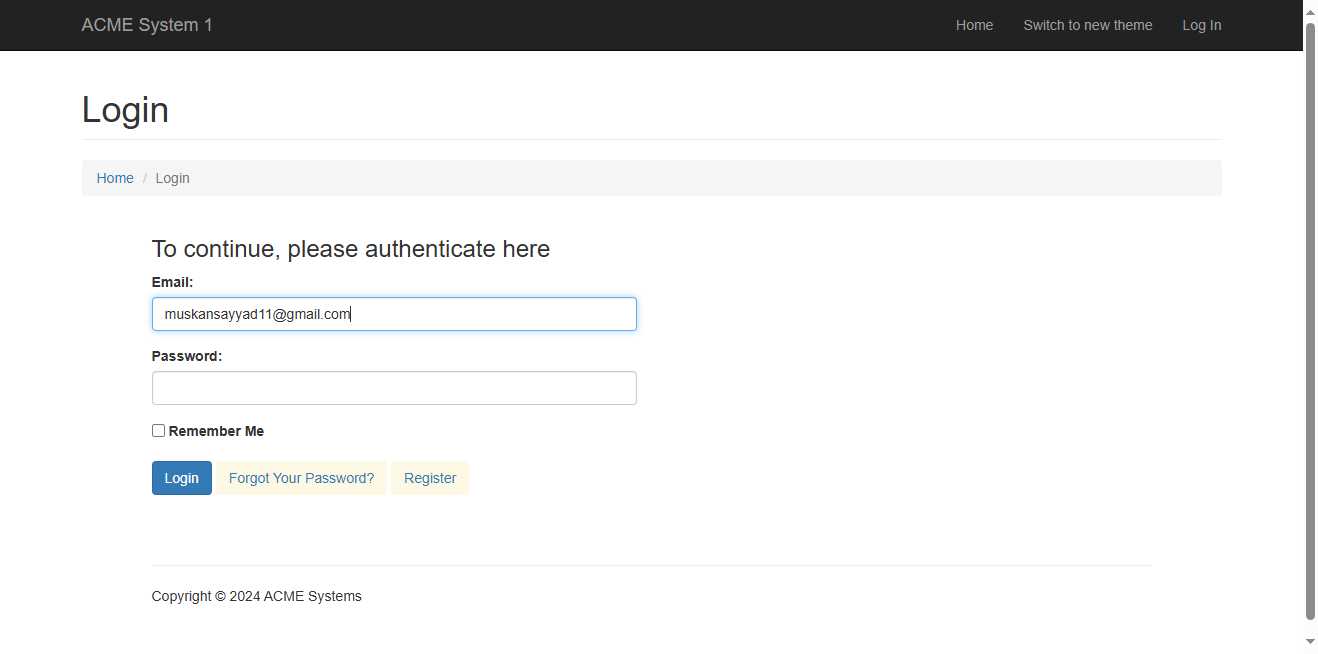 ACME System 1 Home Switch to new theme Log In
Login
Home / Login
To continue, please authenticate here
Email:
muskansayyad11@gmail.com
Password:
Remember Me
Login Forgot Your Password? Register
Copyright © 2024 ACME Systems